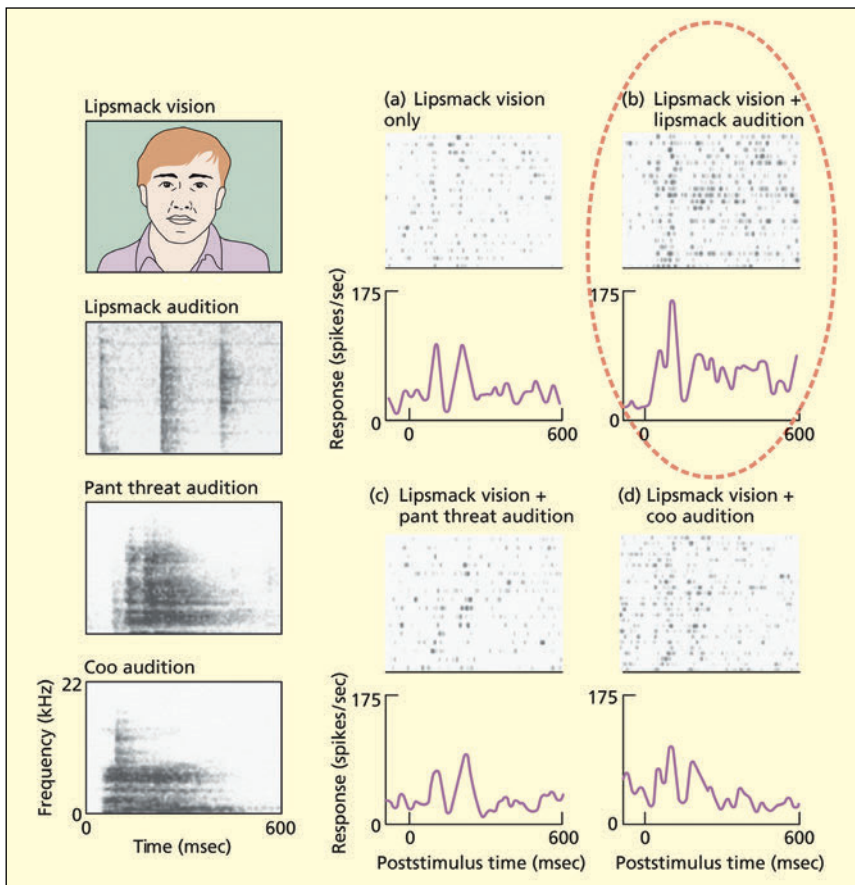 Lipsmack vision
Lipsmack audition
Pant threat audition
Coo audition
22
Frequency (kHz)
0
0
600
Time (msec)
(a) Lipsmack vision
only
175
Response (spikes/sec)
0
0
600
(b) Lipsmack vision +
lipsmack audition
175
0
0
600
(c) Lipsmack vision +
pant threat audition
175
Response (spikes/sec)
0
0
600
Poststimulus time (msec)
(d) Lipsmack vision +
coo audition
175
0
0
600
Poststimulus time (msec)